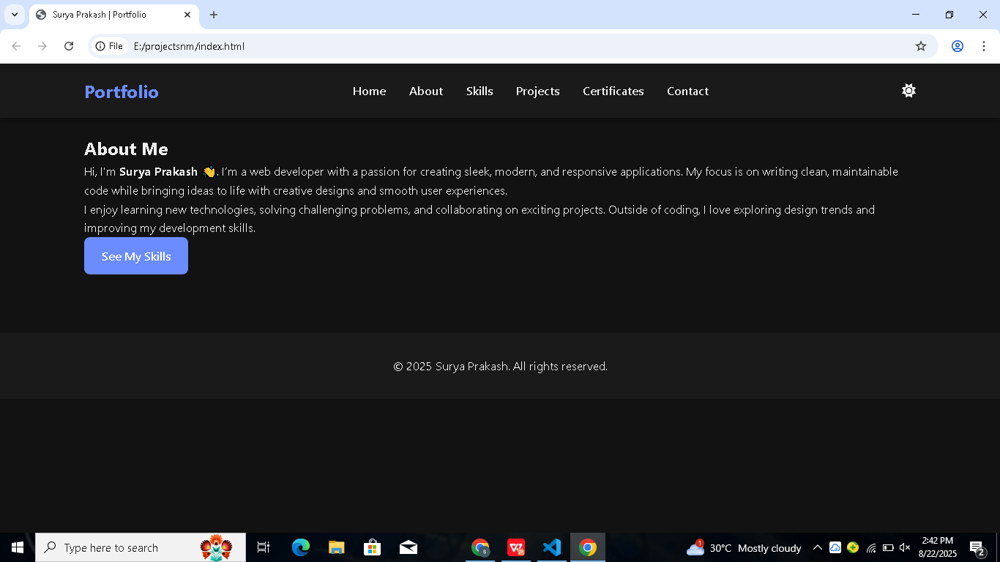 Surya Prakash | Portfolio
File E:/projectsnm/index.html
Portfolio Home About Skills Projects Certificates Contact
About Me
Hi, I'm Surya Prakash 👋. I’m a web developer with a passion for creating sleek, modern, and responsive applications. My focus is on writing clean, maintainable
code while bringing ideas to life with creative designs and smooth user experiences.
I enjoy learning new technologies, solving challenging problems, and collaborating on exciting projects. Outside of coding, I love exploring design trends and
improving my development skills.
See My Skills
© 2025 Surya Prakash. All rights reserved.
Type here to search
S
W
1
30°C Mostly cloudy
2:42 PM
8/22/2025
2